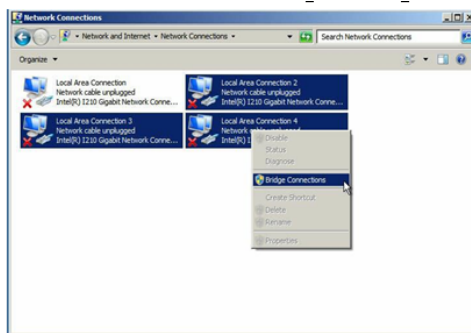 Network Connections
Network and Internet • Network Connections •
Search Network Connections
Organize
Local Area Connection
Network cable unplugged
Intel(R) I210 Gigabit Network Conne...
Local Area Connection 2
Network cable unplugged
Intel(R) I210 Gigabit Network Conne...
Local Area Connection 3
Network cable unplugged
Intel(R) I210 Gigabit Network Conne...
Local Area Connection 4
Network
Intel(R) I
Disable
Status
Diagnose
Bridge Connections
Create Shortcut
Delete
Rename
Properties